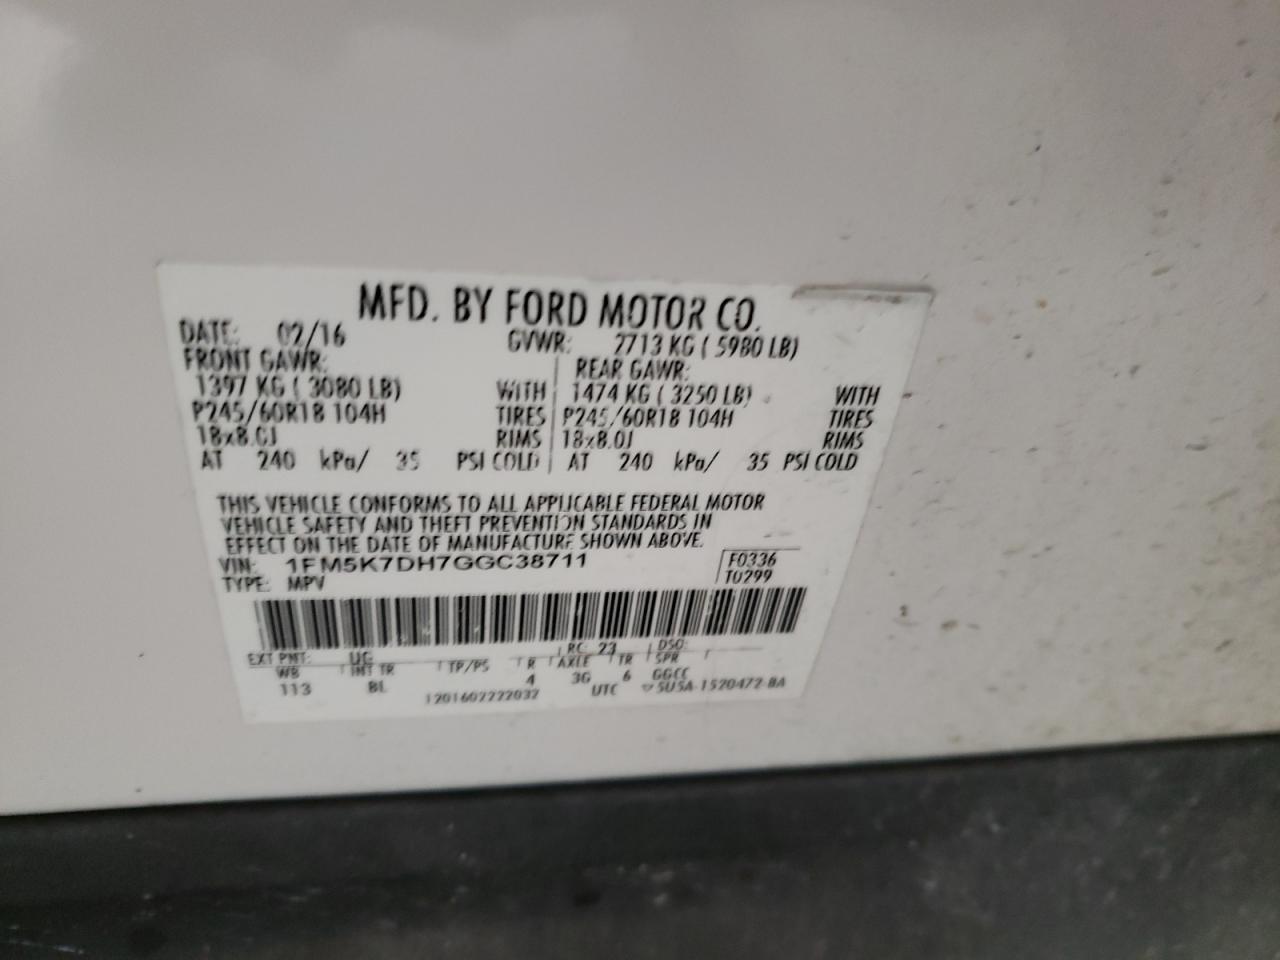 MFD. BY FORD MOTOR CO.
DATE: 02/16 GVWR: 2713 KG ( 5980 LB)
FRONT GAWR: REAR GAWR:
1397 KG ( 3080 LB) WITH 1474 KG ( 3250 LB) WITH
P245/60R18 104H TIRES P245/60R18 104H TIRES
18x8.0J RIMS 18x8.0J RIMS
AT 240 kPa/ 35 PSI COLD AT 240 kPa/ 35 PSI COLD
THIS VEHICLE CONFORMS TO ALL APPLICABLE FEDERAL MOTOR
VEHICLE SAFETY AND THEFT PREVENTION STANDARDS IN
EFFECT ON THE DATE OF MANUFACTURE SHOWN ABOVE.
VIN: 1FM5K7DH7GGC38711 F0336
TYPE: MPV T0299
EXT PNT: UG RC: 23 DSO:
WB INT TR TP/PS R AXLE TR SPR
113 BL 4 3G 6 GGCC
1201602222032 UTC ▽ 5U5A-1520472-BA